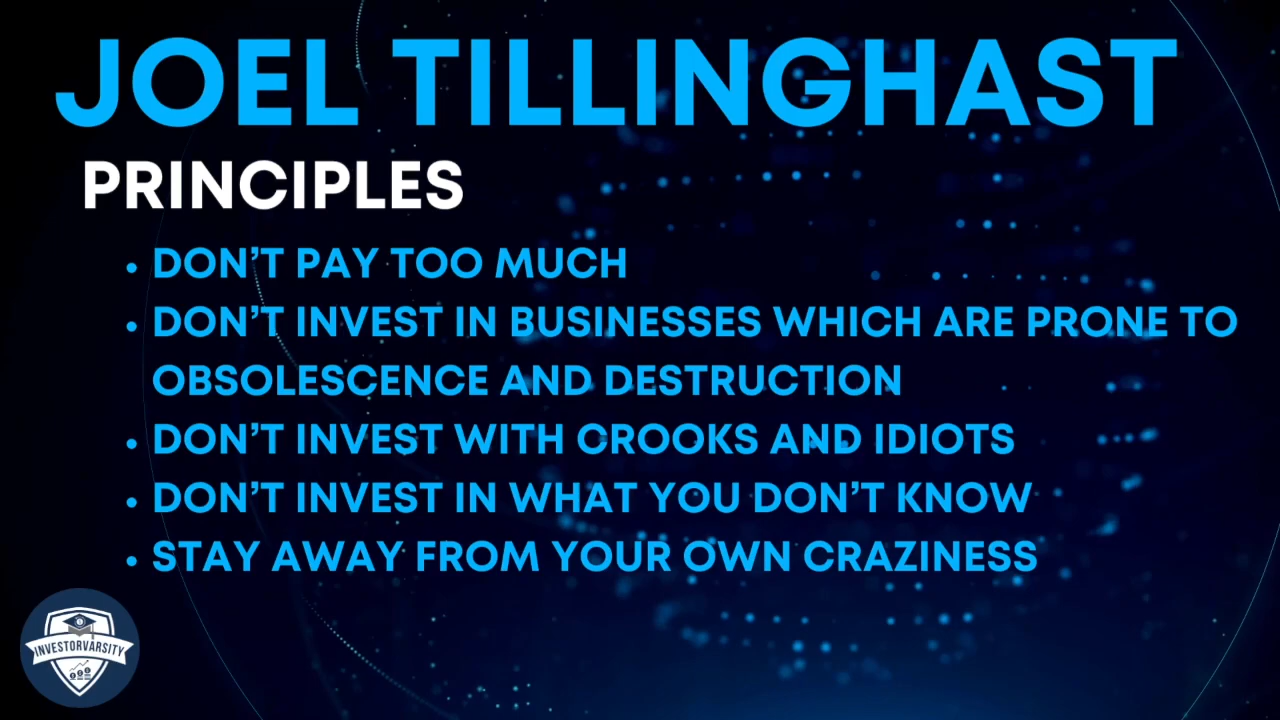 JOEL TILLINGHAST
PRINCIPLES
• DON'T PAY TOO MUCH
• DON'T INVEST IN BUSINESSES WHICH ARE PRONE TO
OBSOLESCENCE AND DESTRUCTION
• DON'T INVEST WITH CROOKS AND IDIOTS
• DON'T INVEST IN WHAT YOU DON'T KNOW
• STAY AWAY FROM YOUR OWN CRAZINESS
INVESTORVARSITY